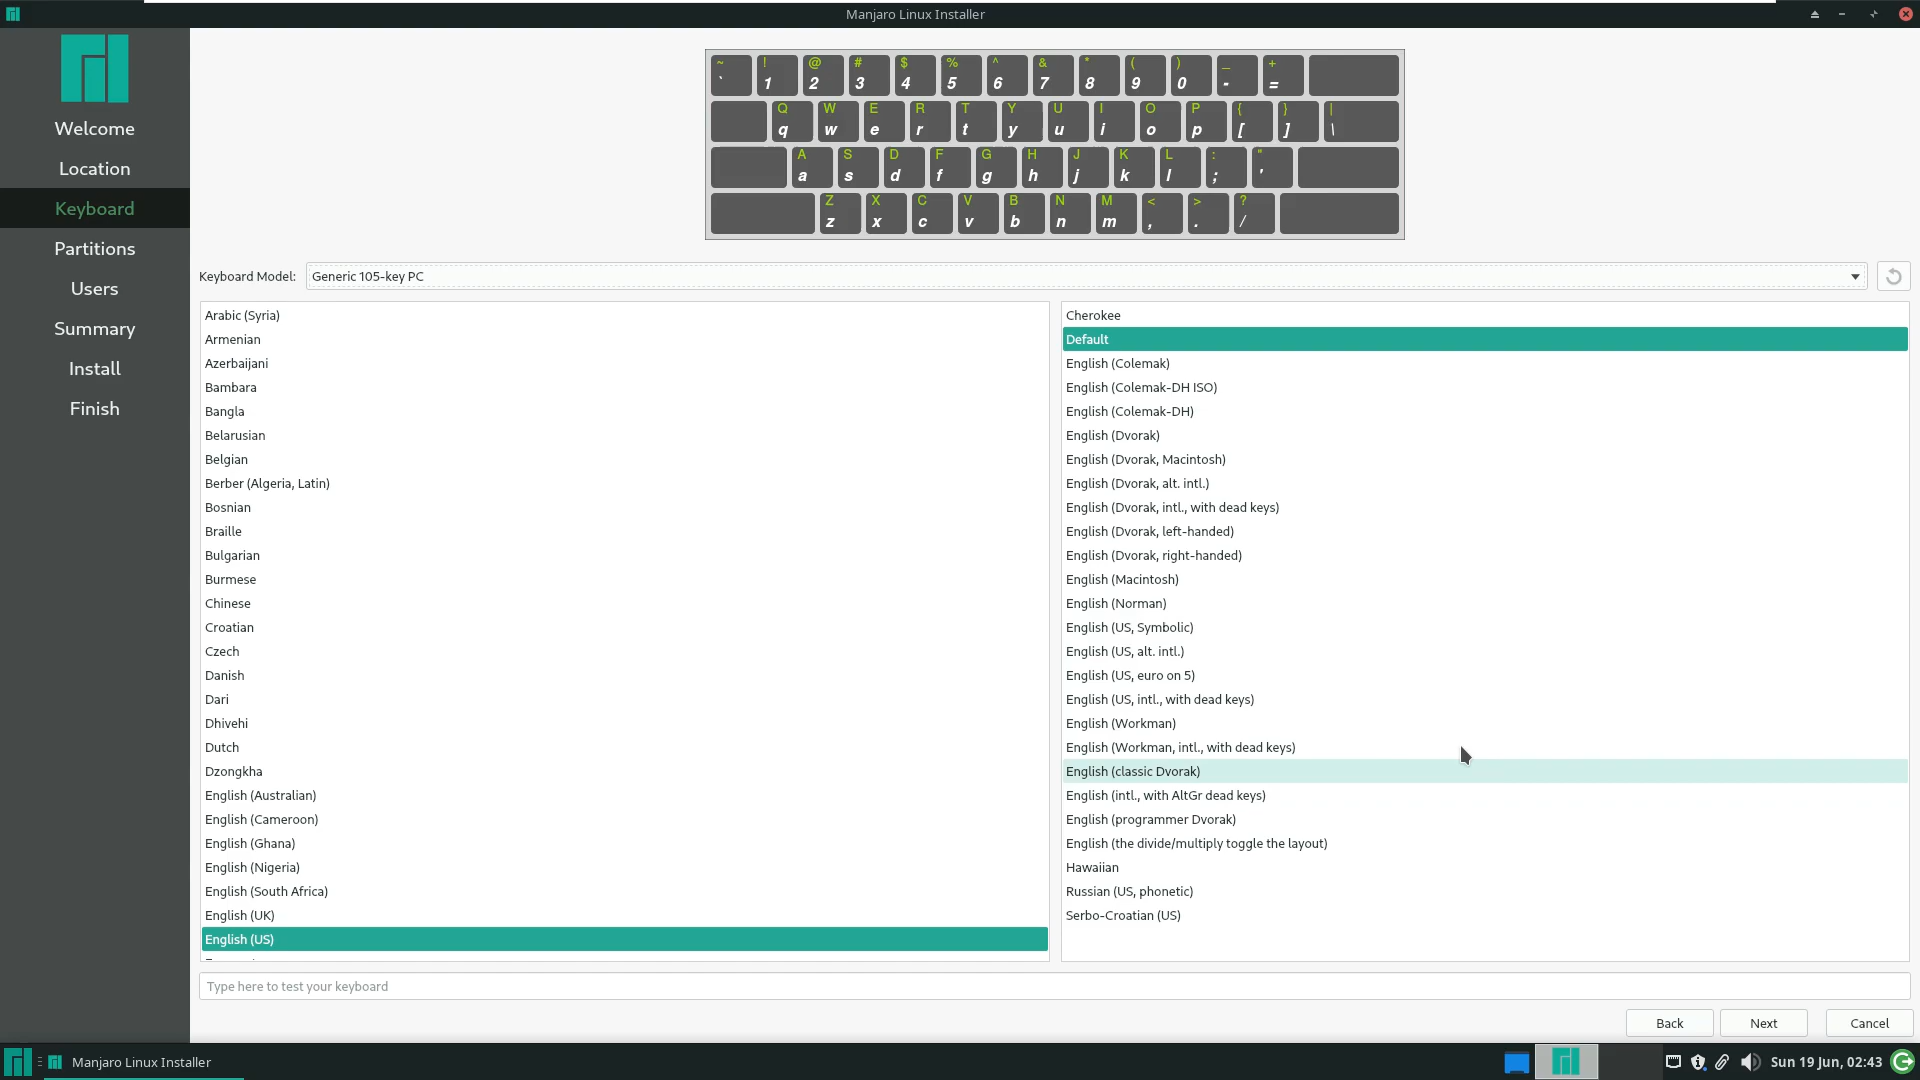 Manjaro Linux Installer
Welcome
Location
Keyboard
Partitions
Users
Summary
Install
Finish
~ ! @ # $ % ^ & * ( ) _ +
` 1 2 3 4 5 6 7 8 9 0 - =
Q W E R T Y U I O P { } |
q w e r t y u i o p [ ] \
A S D F G H J K L : "
a s d f g h j k l ; '
Z X C V B N M < > ?
z x c v b n m , . /
Keyboard Model: Generic 105-key PC
Arabic (Syria)
Armenian
Azerbaijani
Bambara
Bangla
Belarusian
Belgian
Berber (Algeria, Latin)
Bosnian
Braille
Bulgarian
Burmese
Chinese
Croatian
Czech
Danish
Dari
Dhivehi
Dutch
Dzongkha
English (Australian)
English (Cameroon)
English (Ghana)
English (Nigeria)
English (South Africa)
English (UK)
English (US)
Cherokee
Default
English (Colemak)
English (Colemak-DH ISO)
English (Colemak-DH)
English (Dvorak)
English (Dvorak, Macintosh)
English (Dvorak, alt. intl.)
English (Dvorak, intl., with dead keys)
English (Dvorak, left-handed)
English (Dvorak, right-handed)
English (Macintosh)
English (Norman)
English (US, Symbolic)
English (US, alt. intl.)
English (US, euro on 5)
English (US, intl., with dead keys)
English (Workman)
English (Workman, intl., with dead keys)
English (classic Dvorak)
English (intl., with AltGr dead keys)
English (programmer Dvorak)
English (the divide/multiply toggle the layout)
Hawaiian
Russian (US, phonetic)
Serbo-Croatian (US)
Type here to test your keyboard
Back Next Cancel
Manjaro Linux Installer
Sun 19 Jun, 02:43